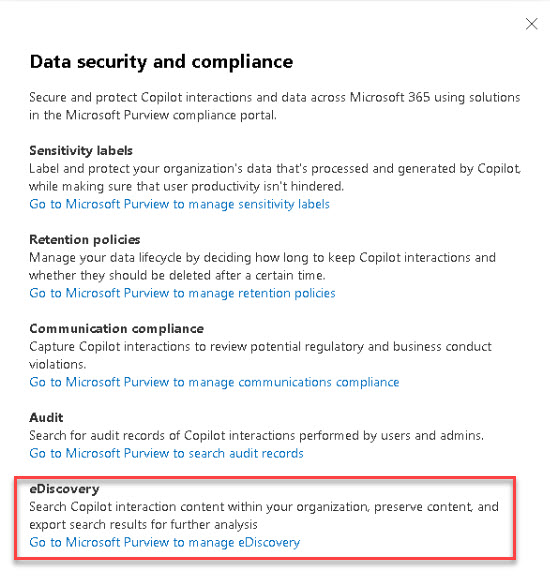 Data security and compliance
Secure and protect Copilot interactions and data across Microsoft 365 using solutions
in the Microsoft Purview compliance portal.
Sensitivity labels
Label and protect your organization's data that's processed and generated by Copilot,
while making sure that user productivity isn't hindered.
Go to Microsoft Purview to manage sensitivity labels
Retention policies
Manage your data lifecycle by deciding how long to keep Copilot interactions and
whether they should be deleted after a certain time.
Go to Microsoft Purview to manage retention policies
Communication compliance
Capture Copilot interactions to review potential regulatory and business conduct
violations.
Go to Microsoft Purview to manage communications compliance
Audit
Search for audit records of Copilot interactions performed by users and admins.
Go to Microsoft Purview to search audit records
eDiscovery
Search Copilot interaction content within your organization, preserve content, and
export search results for further analysis
Go to Microsoft Purview to manage eDiscovery